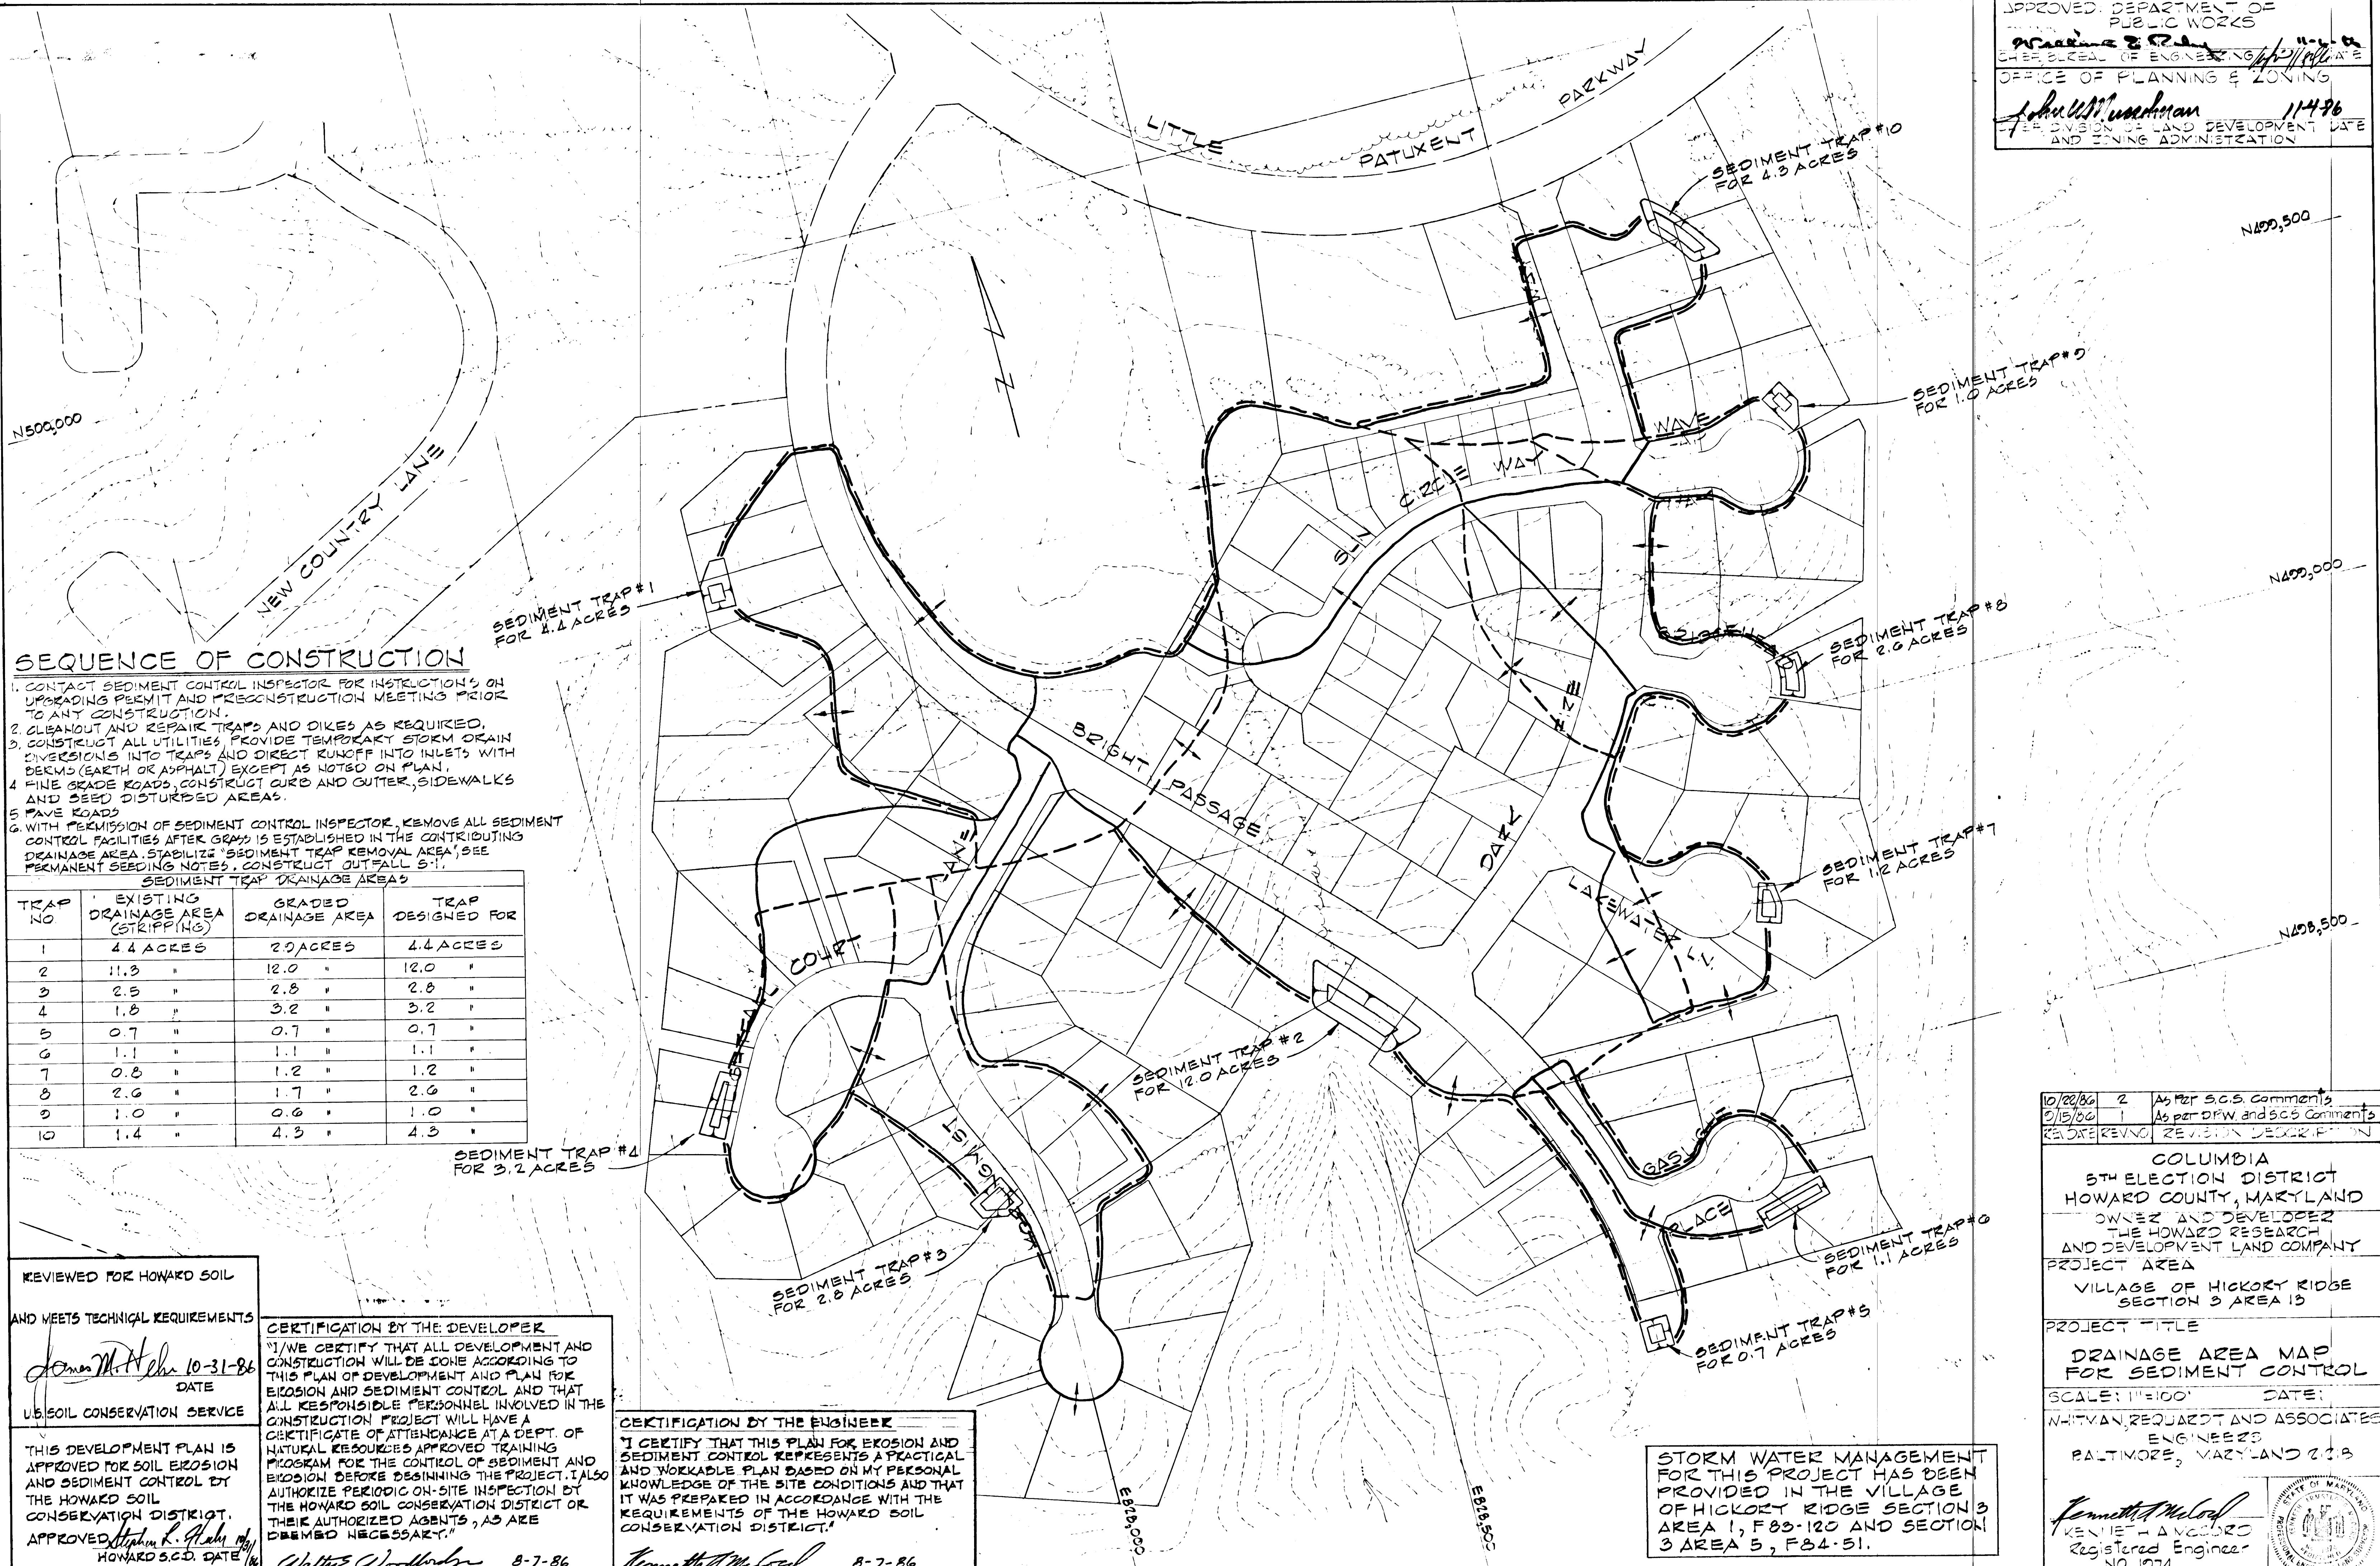 APPROVED: DEPARTMENT OF
PUBLIC WORKS
CHIEF, BUREAU OF ENGINEERING DATE
OFFICE OF PLANNING & ZONING
11-4-86
CHIEF, DIVISION OF LAND DEVELOPMENT DATE
AND ZONING ADMINISTRATION
LITTLE
PATUXENT
PARKWAY
SEDIMENT TRAP #10
FOR 4.3 ACRES
N499,500
SEDIMENT TRAP #9
FOR 1.0 ACRES
N500,000
NEW COUNTRY LANE
WAVE
SUN CIRCLE WAY
N499,000
SEDIMENT TRAP #1
FOR 4.4 ACRES
SEDIMENT TRAP #8
FOR 2.6 ACRES
SEQUENCE OF CONSTRUCTION
1. CONTACT SEDIMENT CONTROL INSPECTOR FOR INSTRUCTIONS ON
UPGRADING PERMIT AND PRECONSTRUCTION MEETING PRIOR
TO ANY CONSTRUCTION.
2. CLEANOUT AND REPAIR TRAPS AND DIKES AS REQUIRED.
3. CONSTRUCT ALL UTILITIES, PROVIDE TEMPORARY STORM DRAIN
DIVERSIONS INTO TRAPS AND DIRECT RUNOFF INTO INLETS WITH
BERMS (EARTH OR ASPHALT) EXCEPT AS NOTED ON PLAN.
4 FINE GRADE ROADS, CONSTRUCT CURB AND GUTTER, SIDEWALKS
AND SEED DISTURBED AREAS.
5 PAVE ROADS
6. WITH PERMISSION OF SEDIMENT CONTROL INSPECTOR, REMOVE ALL SEDIMENT
CONTROL FACILITIES AFTER GRASS IS ESTABLISHED IN THE CONTRIBUTING
DRAINAGE AREA. STABILIZE "SEDIMENT TRAP REMOVAL AREA", SEE
PERMANENT SEEDING NOTES. CONSTRUCT OUTFALL S-1.
BRIGHT PASSAGE
DARK
FIRE
LANE
LAKEWATER LN.
SEDIMENT TRAP #7
FOR 1.2 ACRES
N498,500
SEDIMENT TRAP DRAINAGE AREAS
TRAP NO EXISTING DRAINAGE AREA (STRIPPING) GRADED DRAINAGE AREA TRAP DESIGNED FOR
1 4.4 ACRES 2.9 ACRES 4.4 ACRES
2 11.3 " 12.0 " 12.0 "
3 2.5 " 2.8 " 2.8 "
4 1.8 " 3.2 " 3.2 "
5 0.7 " 0.7 " 0.7 "
6 1.1 " 1.1 " 1.1 "
7 0.8 " 1.2 " 1.2 "
8 2.6 " 1.7 " 2.6 "
9 1.0 " 0.6 " 1.0 "
10 1.4 " 4.3 " 4.3 "
COURT
SEDIMENT TRAP #2
FOR 12.0 ACRES
SEDIMENT TRAP #4
FOR 3.2 ACRES
SEDIMENT TRAP #3
FOR 2.8 ACRES
GASLIGHT
PLACE
SEDIMENT TRAP #6
FOR 1.1 ACRES
SEDIMENT TRAP #5
FOR 0.7 ACRES
10/22/86 2 As Per S.C.S. Comments
9/15/86 1 As per D.P.W. and S.C.S Comments
REV. DATE REV. NO. REVISION DESCRIPTION
COLUMBIA
5TH ELECTION DISTRICT
HOWARD COUNTY, MARYLAND
OWNER AND DEVELOPER
THE HOWARD RESEARCH
AND DEVELOPMENT LAND COMPANY
PROJECT AREA
VILLAGE OF HICKORY RIDGE
SECTION 3 AREA 13
PROJECT TITLE
DRAINAGE AREA MAP
FOR SEDIMENT CONTROL
SCALE: 1"=100' DATE:
WHITMAN, REQUARDT AND ASSOCIATES
ENGINEERS
BALTIMORE, MARYLAND 2218
KENNETH A McCORD
Registered Engineer
NO. 1974
STATE OF MARYLAND
REVIEWED FOR HOWARD SOIL
AND MEETS TECHNICAL REQUIREMENTS
10-31-86
DATE
U.S. SOIL CONSERVATION SERVICE
THIS DEVELOPMENT PLAN IS
APPROVED FOR SOIL EROSION
AND SEDIMENT CONTROL BY
THE HOWARD SOIL
CONSERVATION DISTRICT.
APPROVED
HOWARD S.C.D. DATE
CERTIFICATION BY THE DEVELOPER
"I/WE CERTIFY THAT ALL DEVELOPMENT AND
CONSTRUCTION WILL BE DONE ACCORDING TO
THIS PLAN OF DEVELOPMENT AND PLAN FOR
EROSION AND SEDIMENT CONTROL AND THAT
ALL RESPONSIBLE PERSONNEL INVOLVED IN THE
CONSTRUCTION PROJECT WILL HAVE A
CERTIFICATE OF ATTENDANCE AT A DEPT. OF
NATURAL RESOURCES APPROVED TRAINING
PROGRAM FOR THE CONTROL OF SEDIMENT AND
EROSION BEFORE BEGINNING THE PROJECT. I ALSO
AUTHORIZE PERIODIC ON-SITE INSPECTION BY
THE HOWARD SOIL CONSERVATION DISTRICT OR
THEIR AUTHORIZED AGENTS, AS ARE
DEEMED NECESSARY."
8-7-86
CERTIFICATION BY THE ENGINEER
"I CERTIFY THAT THIS PLAN FOR EROSION AND
SEDIMENT CONTROL REPRESENTS A PRACTICAL
AND WORKABLE PLAN BASED ON MY PERSONAL
KNOWLEDGE OF THE SITE CONDITIONS AND THAT
IT WAS PREPARED IN ACCORDANCE WITH THE
REQUIREMENTS OF THE HOWARD SOIL
CONSERVATION DISTRICT."
Kenneth A McCord 8-7-86
E828,000
E828,500
STORM WATER MANAGEMENT
FOR THIS PROJECT HAS BEEN
PROVIDED IN THE VILLAGE
OF HICKORY RIDGE SECTION 3
AREA 1, F83-120 AND SECTION
3 AREA 5, F84-51.